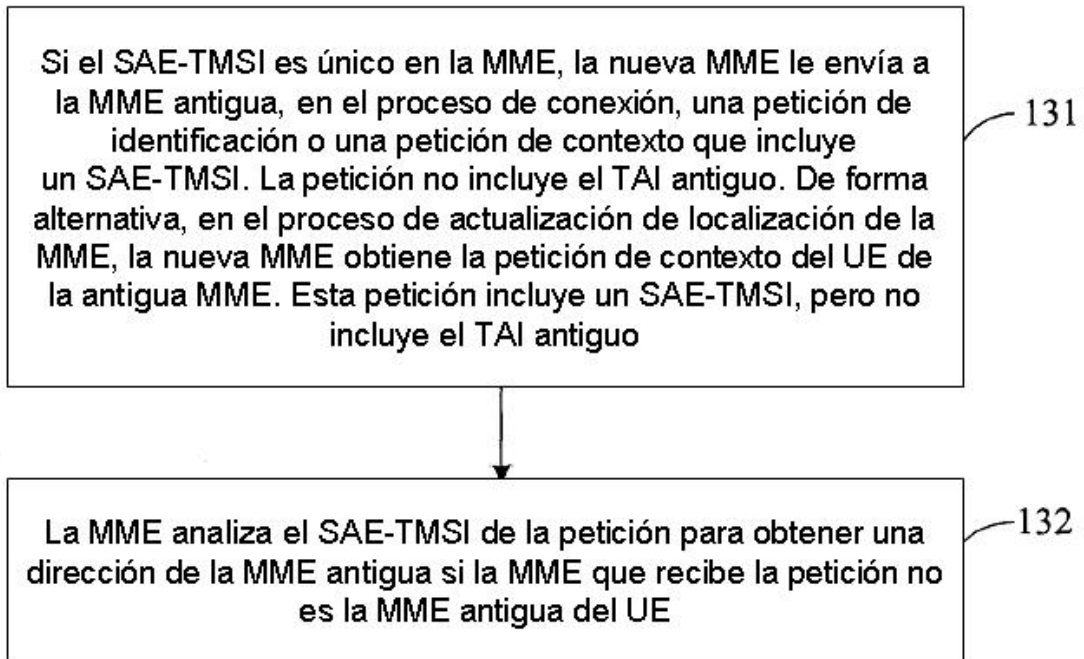 Si el SAE-TMSI es único en la MME, la nueva MME le envía a
la MME antigua, en el proceso de conexión, una petición de
identificación o una petición de contexto que incluye
un SAE-TMSI. La petición no incluye el TAI antiguo. De forma
alternativa, en el proceso de actualización de localización de la
MME, la nueva MME obtiene la petición de contexto del UE de
la antigua MME. Esta petición incluye un SAE-TMSI, pero no
incluye el TAI antiguo
131
La MME analiza el SAE-TMSI de la petición para obtener una
dirección de la MME antigua si la MME que recibe la petición no
es la MME antigua del UE
132